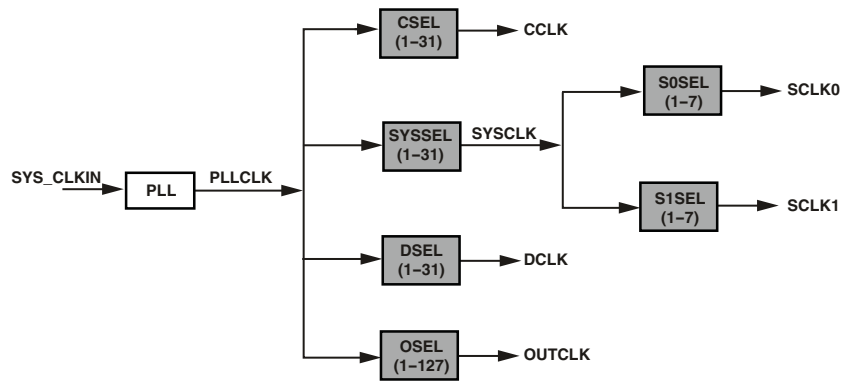 CSEL
(1–31)
CCLK
S0SEL
(1–7)
SCLK0
SYSSEL
(1–31)
SYSCLK
SYS_CLKIN
PLL
PLLCLK
S1SEL
(1–7)
SCLK1
DSEL
(1–31)
DCLK
OSEL
(1–127)
OUTCLK